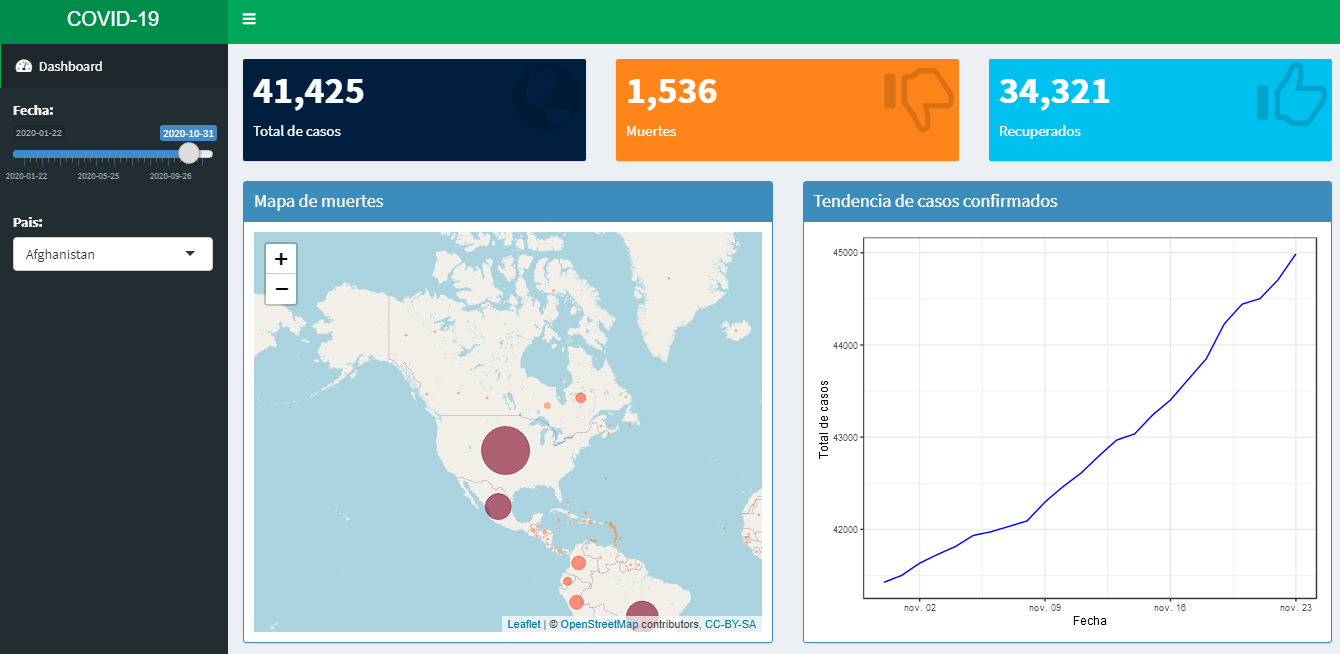 COVID-19
Dashboard
Fecha:
2020-01-22
2020-10-31
2020-01-22
2020-05-25
2020-09-26
Pais:
Afghanistan
41,425
Total de casos
1,536
Muertes
34,321
Recuperados
Mapa de muertes
+
−
Leaflet | © OpenStreetMap contributors, CC-BY-SA
Tendencia de casos confirmados
Total de casos
45000
44000
43000
42000
nov. 02
nov. 09
nov. 16
nov. 23
Fecha